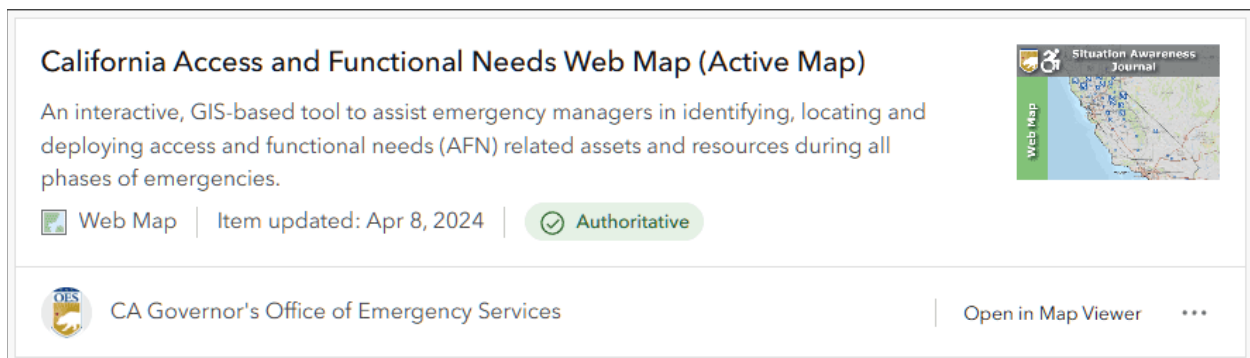 California Access and Functional Needs Web Map (Active Map)
An interactive, GIS-based tool to assist emergency managers in identifying, locating and
deploying access and functional needs (AFN) related assets and resources during all
phases of emergencies.
Web Map
Item updated: Apr 8, 2024
Authoritative
Situation Awareness
Journal
Web Map
OES
CA Governor's Office of Emergency Services
Open in Map Viewer